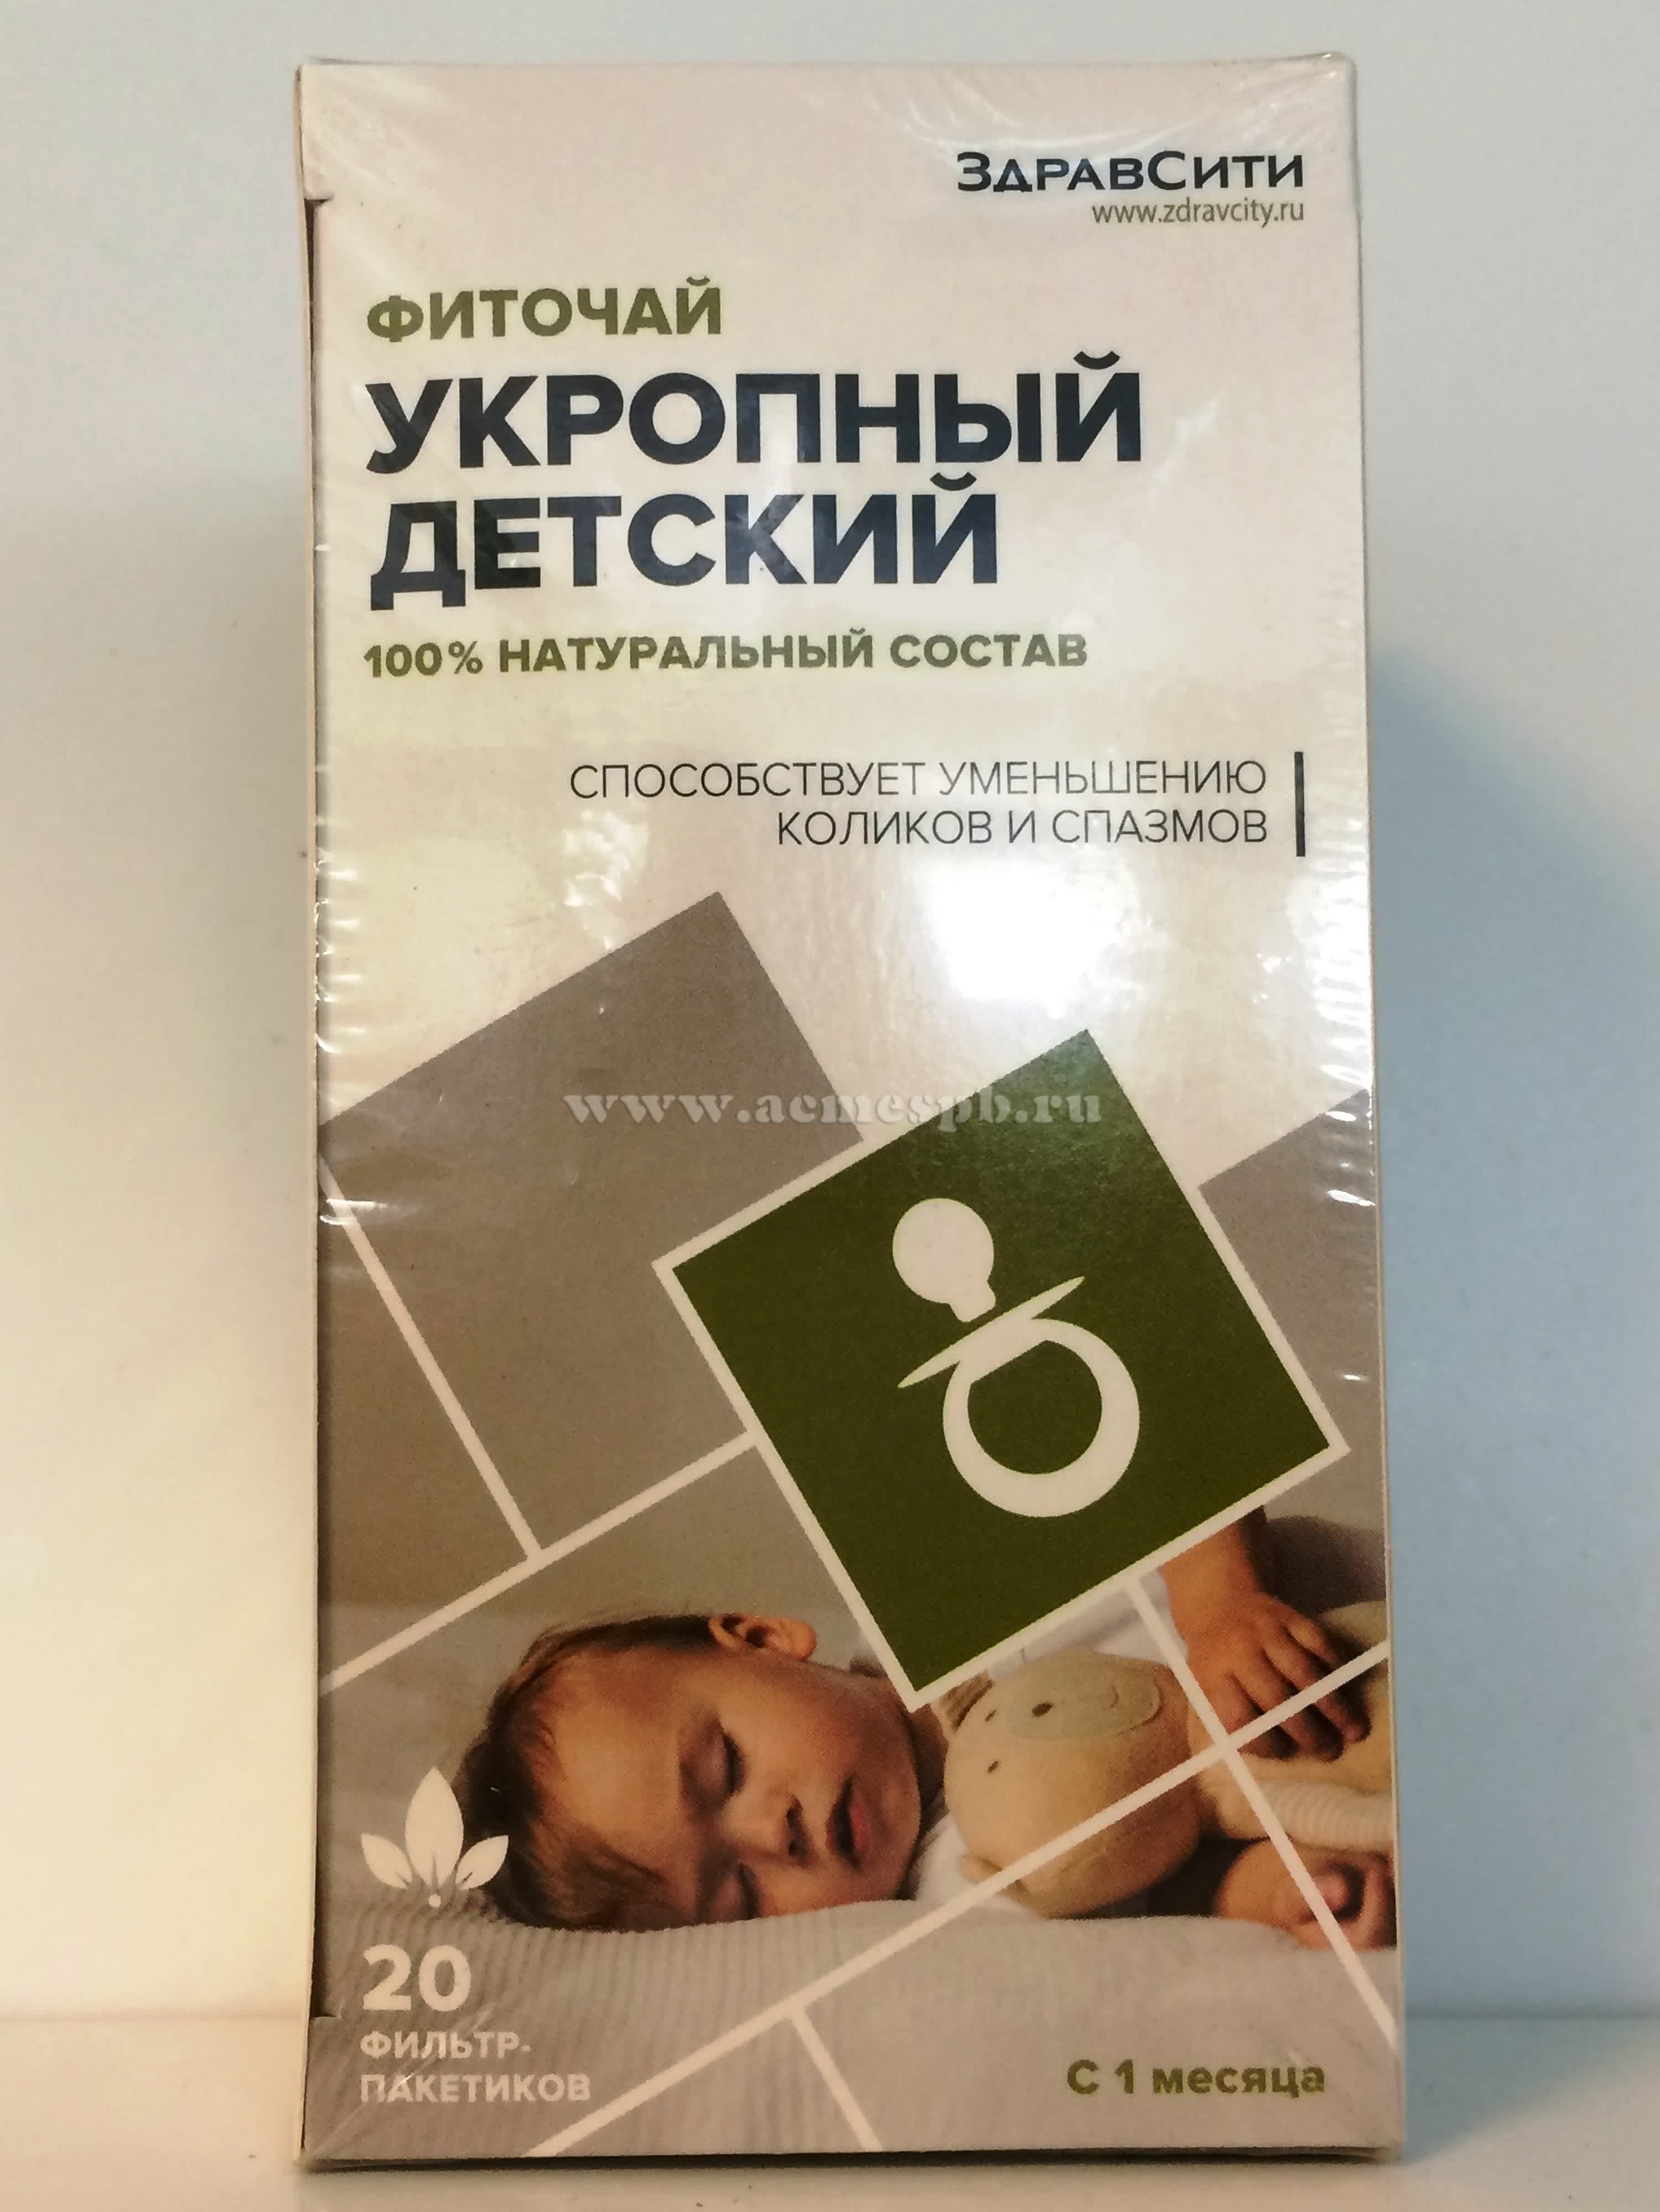 ЗДРАВСИТИ
www.zdravcity.ru
ФИТОЧАЙ
УКРОПНЫЙ
ДЕТСКИЙ
100% НАТУРАЛЬНЫЙ СОСТАВ
СПОСОБСТВУЕТ УМЕНЬШЕНИЮ
КОЛИКОВ И СПАЗМОВ
www.acmespb.ru
20
ФИЛЬТР-
ПАКЕТИКОВ
С 1 месяца